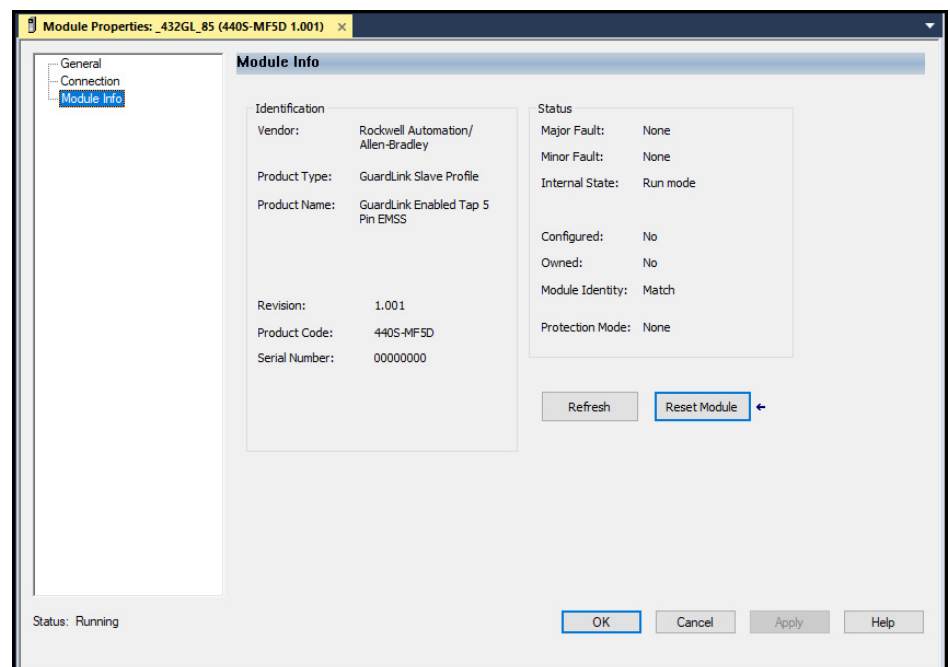 Module Properties: _432GL_85 (440S-MF5D 1.001) ×
General
Connection
Module Info
Module Info
Identification
Vendor: Rockwell Automation/
Allen-Bradley
Product Type: GuardLink Slave Profile
Product Name: GuardLink Enabled Tap 5
Pin EMSS
Revision: 1.001
Product Code: 440S-MF5D
Serial Number: 00000000
Status
Major Fault: None
Minor Fault: None
Internal State: Run mode
Configured: No
Owned: No
Module Identity: Match
Protection Mode: None
Refresh Reset Module ←
Status: Running
OK Cancel Apply Help